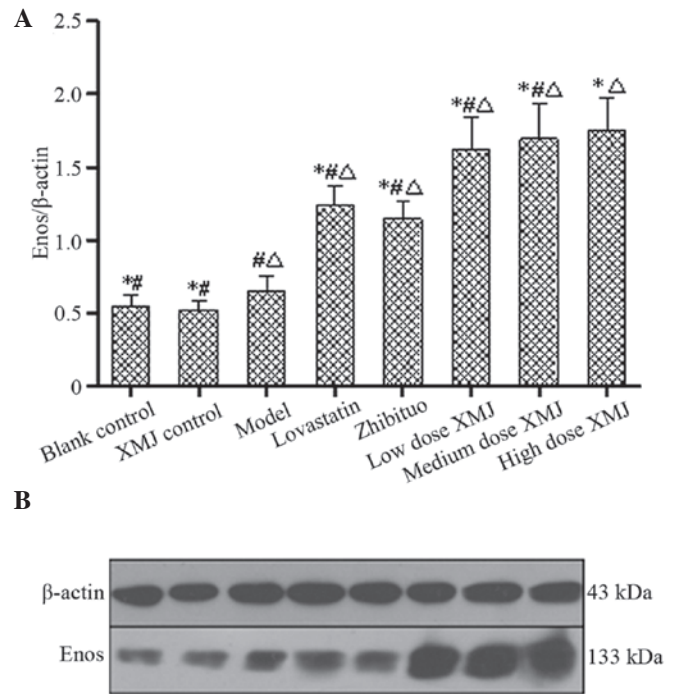 A
2.5
2.0
1.5
1.0
0.5
0
Enos/β-actin
*#
*#
#△
*#△
*#△
*#△
*#△
*△
Blank control
XMJ control
Model
Lovastatin
Zhibituo
Low dose XMJ
Medium dose XMJ
High dose XMJ
B
β-actin
43 kDa
Enos
133 kDa